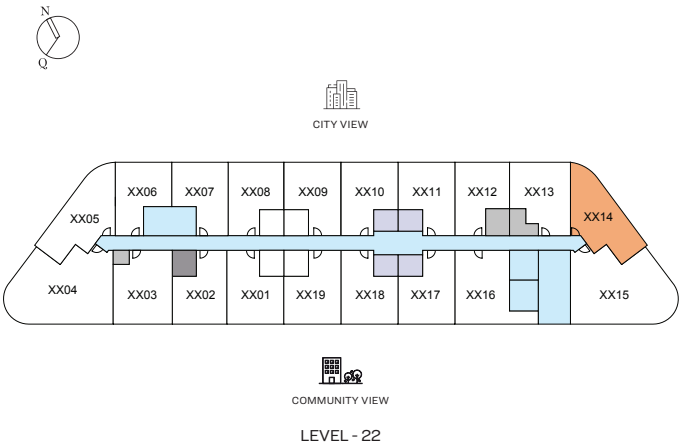 N
Q
CITY VIEW
XX06 XX07 XX08 XX09 XX10 XX11 XX12 XX13
XX05 XX14
XX04 XX03 XX02 XX01 XX19 XX18 XX17 XX16 XX15
COMMUNITY VIEW
LEVEL - 22